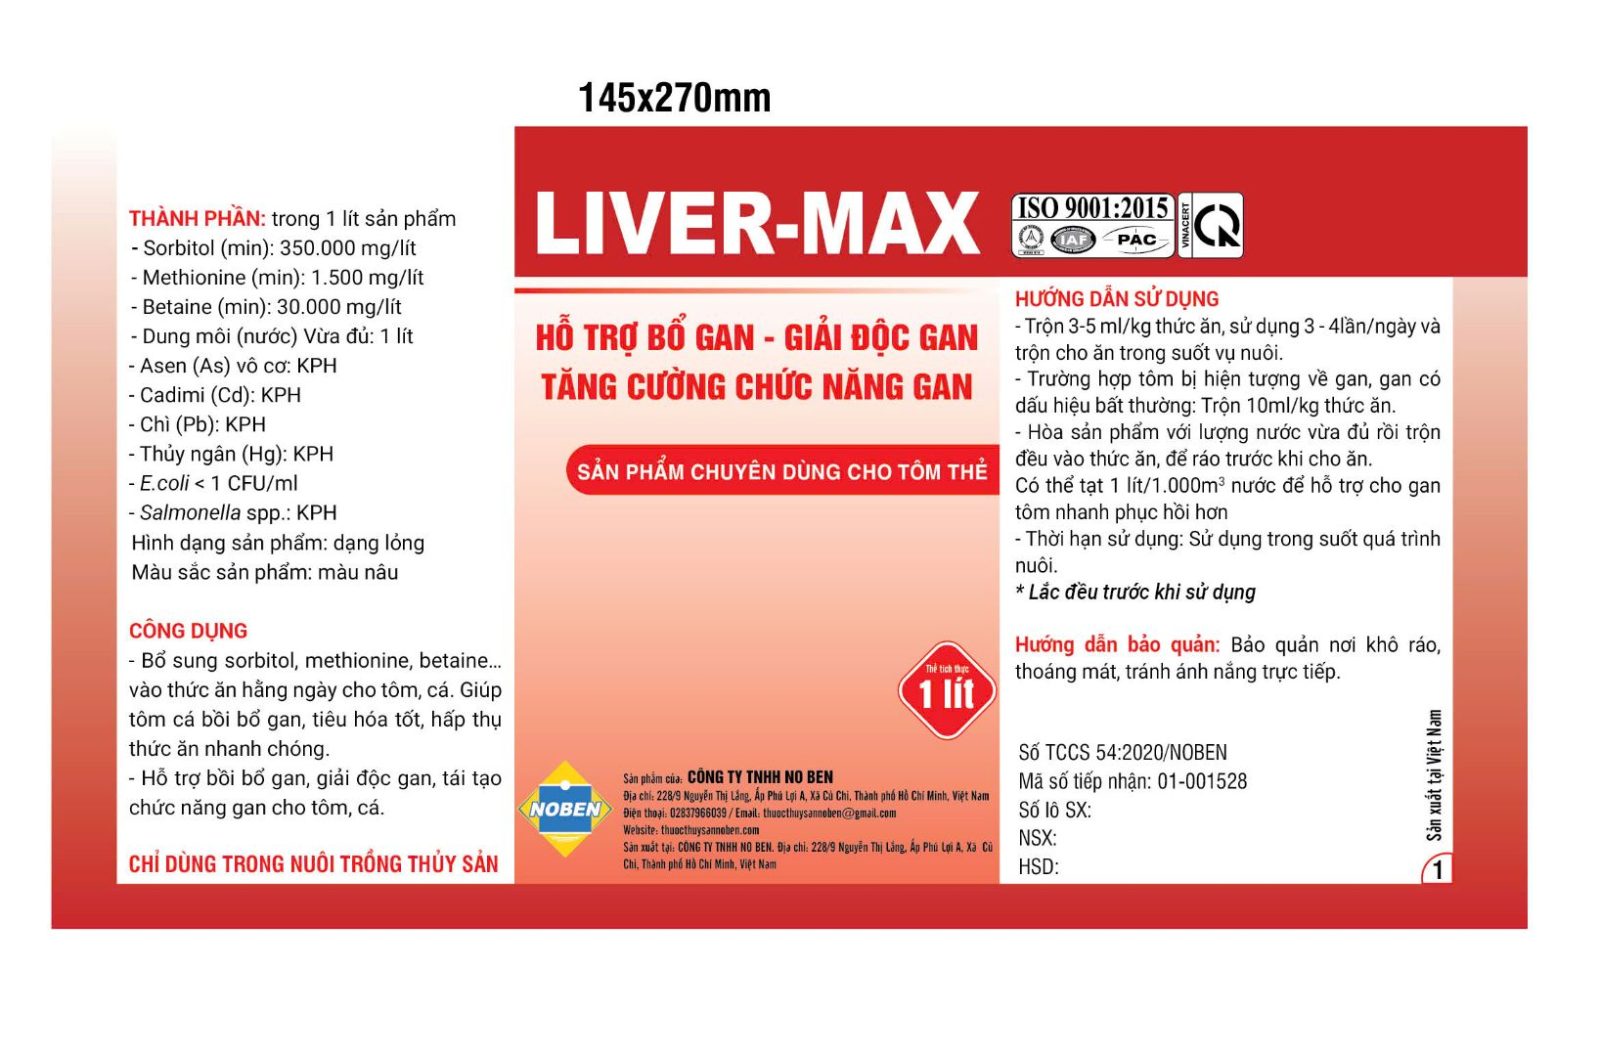 145x270mm
THÀNH PHẦN: trong 1 lít sản phẩm
- Sorbitol (min): 350.000 mg/lít
- Methionine (min): 1.500 mg/lít
- Betaine (min): 30.000 mg/lít
- Dung môi (nước) Vừa đủ: 1 lít
- Asen (As) vô cơ: KPH
- Cadimi (Cd): KPH
- Chì (Pb): KPH
- Thủy ngân (Hg): KPH
- E.coli < 1 CFU/ml
- Salmonella spp.: KPH
Hình dạng sản phẩm: dạng lỏng
Màu sắc sản phẩm: màu nâu
CÔNG DỤNG
- Bổ sung sorbitol, methionine, betaine...
vào thức ăn hằng ngày cho tôm, cá. Giúp
tôm cá bồi bổ gan, tiêu hóa tốt, hấp thụ
thức ăn nhanh chóng.
- Hỗ trợ bồi bổ gan, giải độc gan, tái tạo
chức năng gan cho tôm, cá.
CHỈ DÙNG TRONG NUÔI TRỒNG THỦY SẢN
LIVER-MAX
ISO 9001:2015
IAF
PAC
VINACERT
HỖ TRỢ BỔ GAN - GIẢI ĐỘC GAN
TĂNG CƯỜNG CHỨC NĂNG GAN
SẢN PHẨM CHUYÊN DÙNG CHO TÔM THẺ
Thể tích thực
1 lít
NOBEN
Sản phẩm của: CÔNG TY TNHH NO BEN
Địa chỉ: 228/9 Nguyễn Thị Lắng, Ấp Phú Lợi A, Xã Củ Chi, Thành phố Hồ Chí Minh, Việt Nam
Điện thoại: 02837966039 / Email: thuocthuysannoben@gmail.com
Website: thuocthuysannoben.com
Sản xuất tại: CÔNG TY TNHH NO BEN. Địa chỉ: 228/9 Nguyễn Thị Lắng, Ấp Phú Lợi A, Xã Củ
Chi, Thành phố Hồ Chí Minh, Việt Nam
HƯỚNG DẪN SỬ DỤNG
- Trộn 3-5 ml/kg thức ăn, sử dụng 3 - 4lần/ngày và
trộn cho ăn trong suốt vụ nuôi.
- Trường hợp tôm bị hiện tượng về gan, gan có
dấu hiệu bất thường: Trộn 10ml/kg thức ăn.
- Hòa sản phẩm với lượng nước vừa đủ rồi trộn
đều vào thức ăn, để ráo trước khi cho ăn.
Có thể tạt 1 lít/1.000m³ nước để hỗ trợ cho gan
tôm nhanh phục hồi hơn
- Thời hạn sử dụng: Sử dụng trong suốt quá trình
nuôi.
* Lắc đều trước khi sử dụng
Hướng dẫn bảo quản: Bảo quản nơi khô ráo,
thoáng mát, tránh ánh nắng trực tiếp.
Số TCCS 54:2020/NOBEN
Mã số tiếp nhận: 01-001528
Số lô SX:
NSX:
HSD:
Sản xuất tại Việt Nam
1